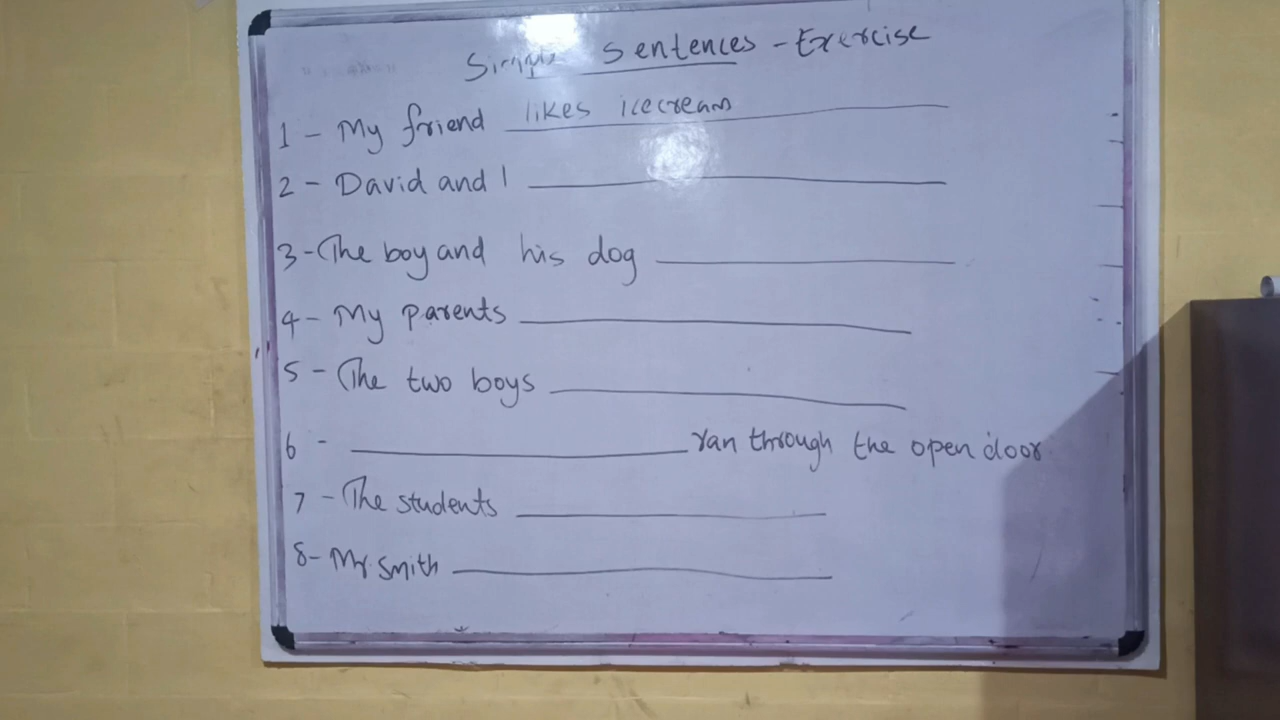 Simple Sentences - Exercise
1 - My friend likes icecream
2 - David and I
3 - The boy and his dog
4 - My parents
5 - The two boys
6 - ran through the open door
7 - The students
8 - Mr. Smith